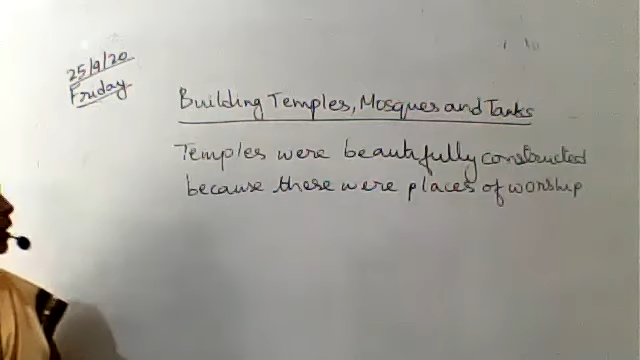 25/9/20
Friday
Building Temples, Mosques and Tanks
Temples were beautifully constructed
because these were places of worship